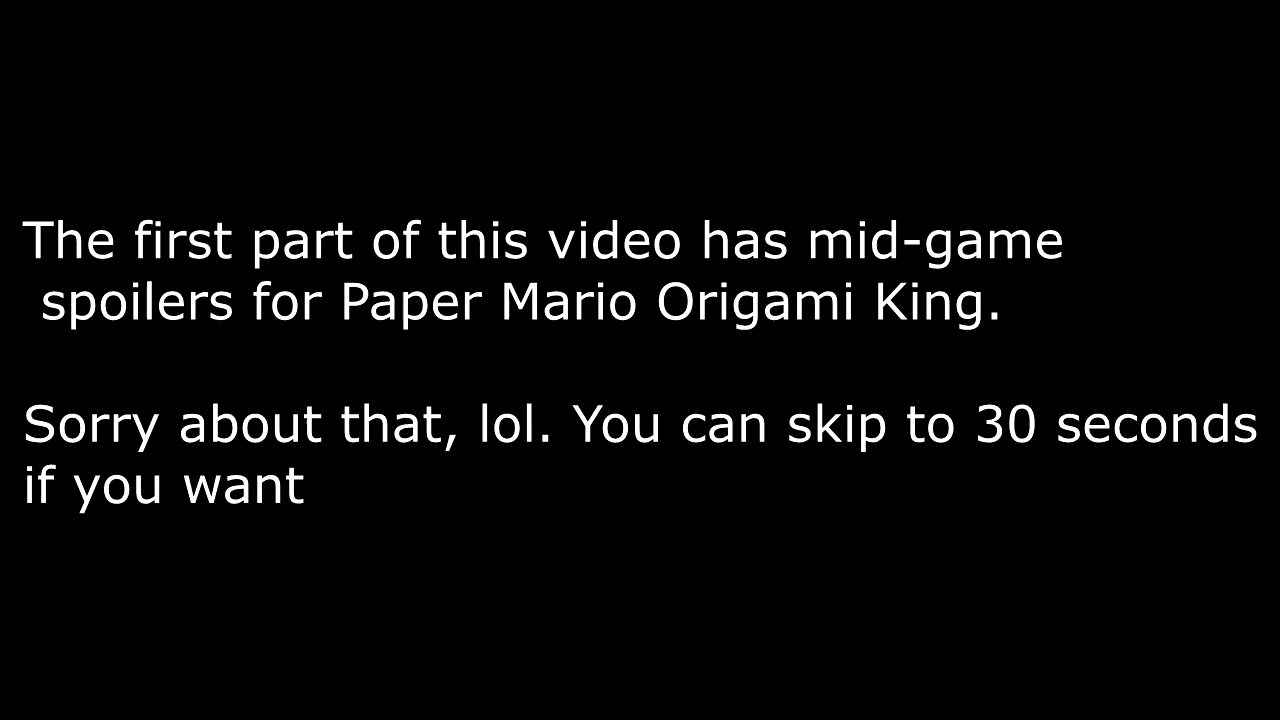 The first part of this video has mid-game
spoilers for Paper Mario Origami King.
Sorry about that, lol. You can skip to 30 seconds
if you want